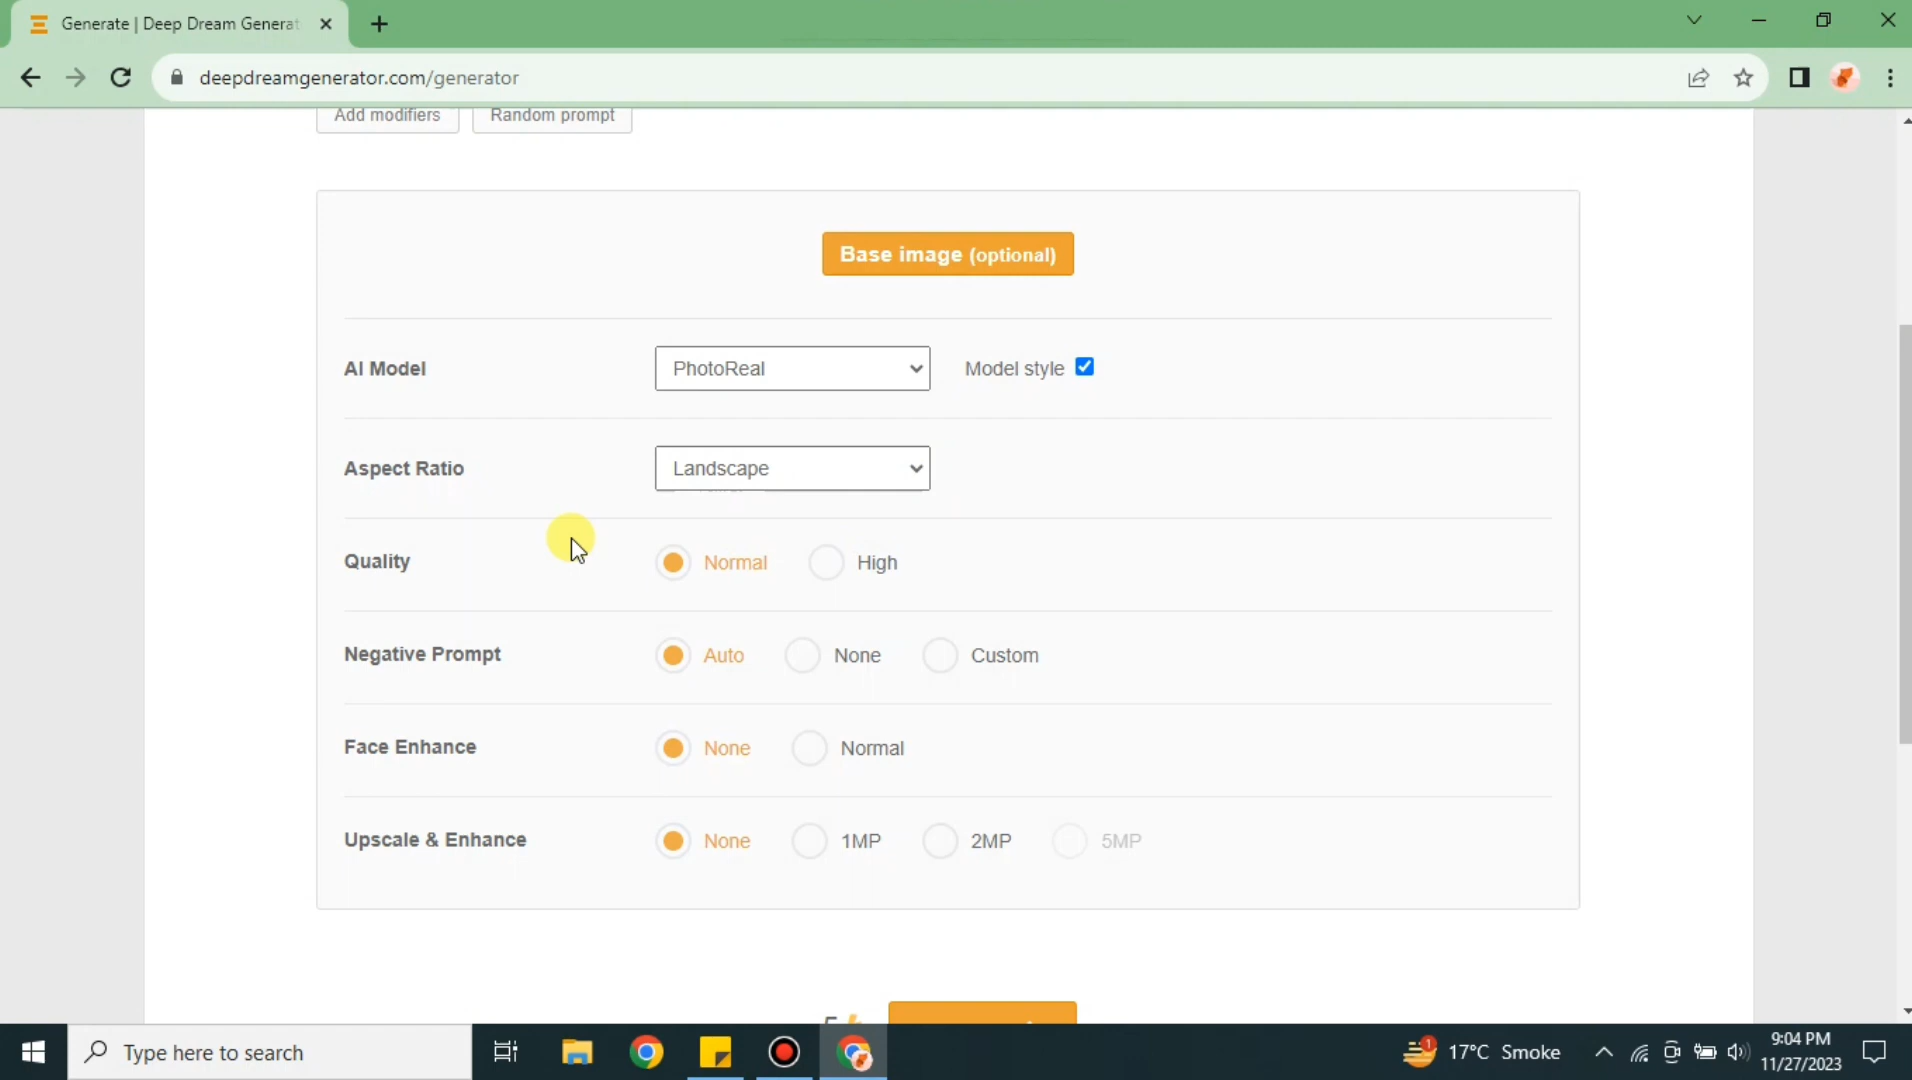 Generate | Deep Dream Generat
deepdreamgenerator.com/generator
Add modifiers Random prompt
Base image (optional)
AI Model PhotoReal Model style
Aspect Ratio Landscape
Quality Normal High
Negative Prompt Auto None Custom
Face Enhance None Normal
Upscale & Enhance None 1MP 2MP 5MP
Type here to search 1 17°C Smoke 9:04 PM
11/27/2023